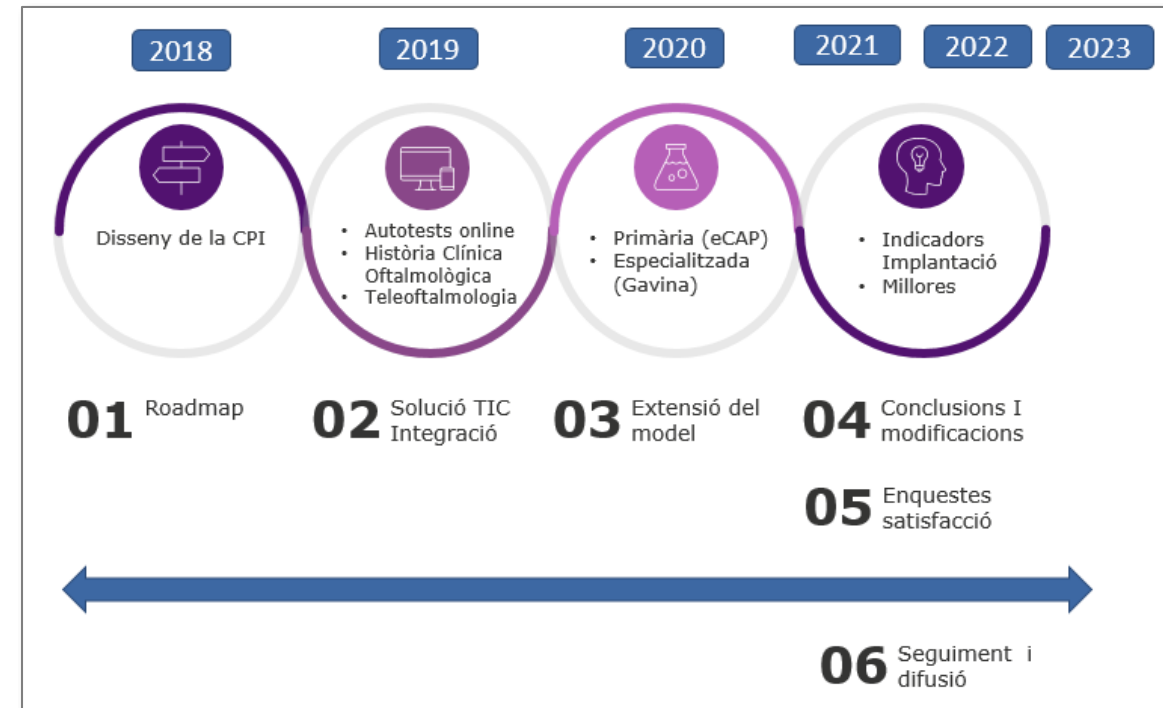 2018
2019
2020
2021
2022
2023
Disseny de la CPI
• Autotests online
• Història Clínica
Oftalmològica
• Teleoftalmologia
• Primària (eCAP)
• Especialitzada
(Gavina)
• Indicadors
Implantació
• Millores
01 Roadmap
02 Solució TIC
Integració
03 Extensió del
model
04 Conclusions I
modificacions
05 Enquestes
satisfacció
06 Seguiment i
difusió